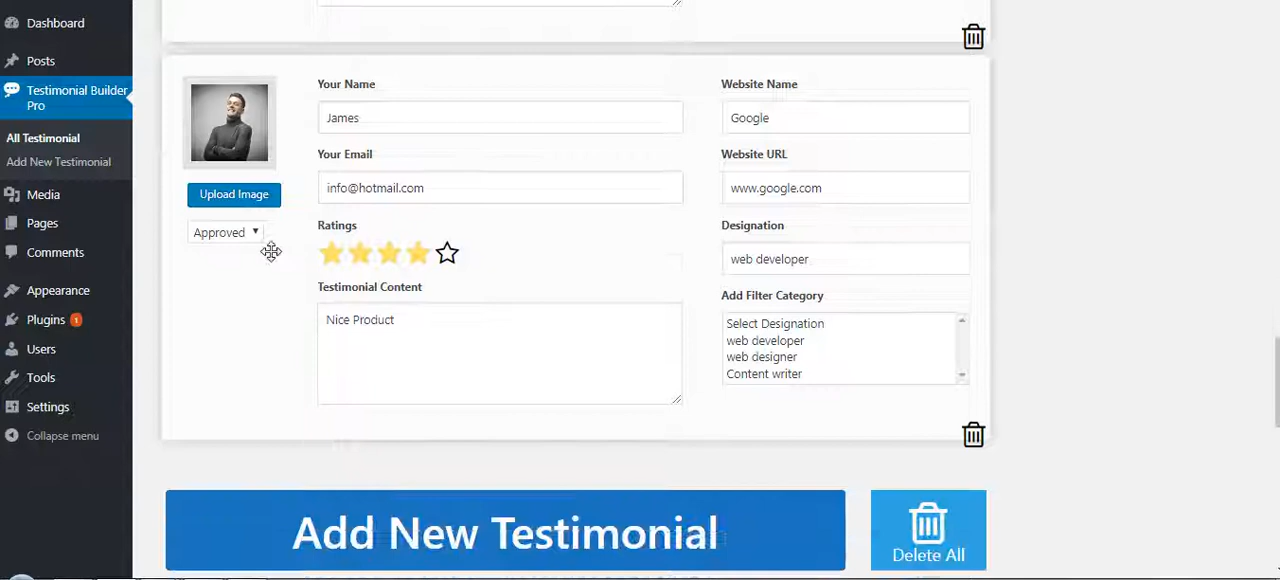 Dashboard
Posts
Testimonial Builder
Pro
All Testimonial
Add New Testimonial
Media
Pages
Comments
Appearance
Plugins 1
Users
Tools
Settings
Collapse menu
Upload Image
Approved
Your Name
James
Your Email
info@hotmail.com
Ratings
Testimonial Content
Nice Product
Website Name
Google
Website URL
www.google.com
Designation
web developer
Add Filter Category
Select Designation
web developer
web designer
Content writer
Add New Testimonial
Delete All